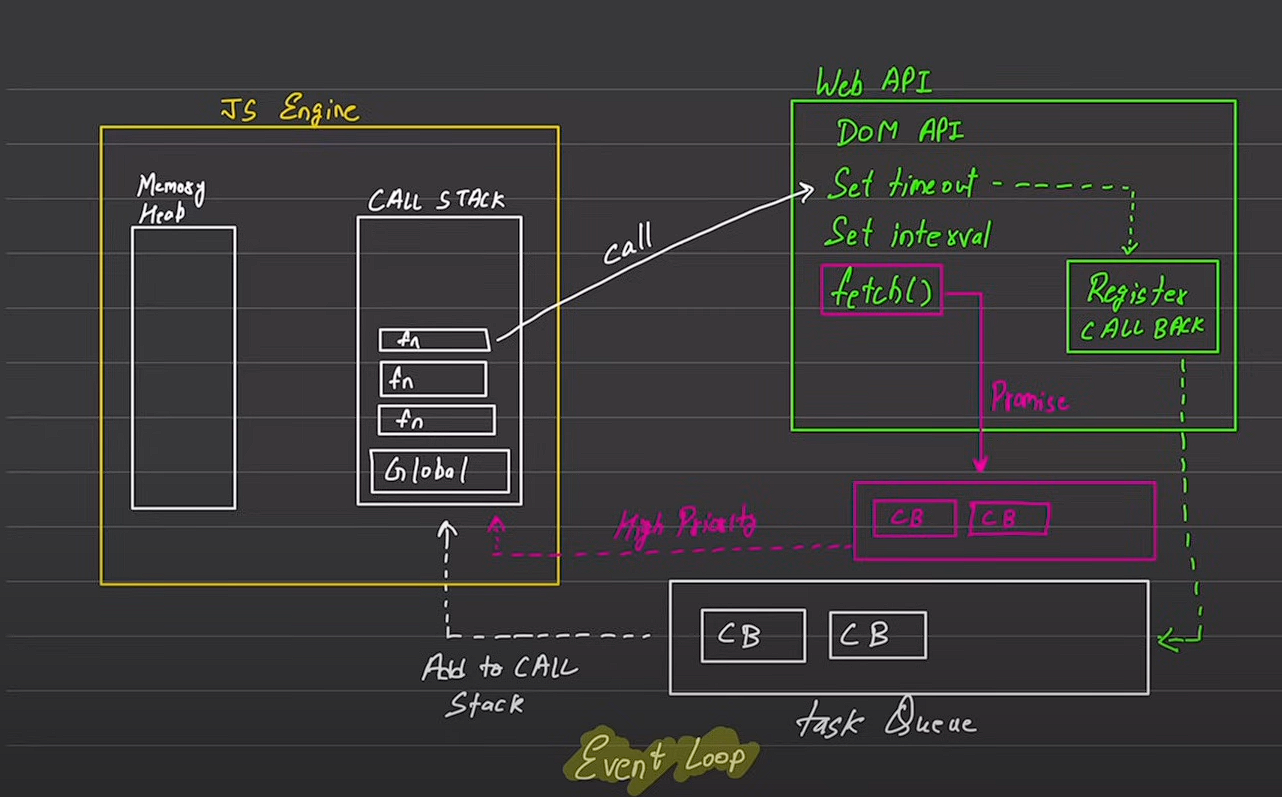 JS Engine
Memory
Heap
CALL STACK
fn
fn
fn
Global
call
Web API
DOM API
Set timeout
Set interval
fetch()
Register
CALL BACK
Promise
High Priority
CB CB
CB CB
Add to CALL
Stack
task Queue
Event Loop